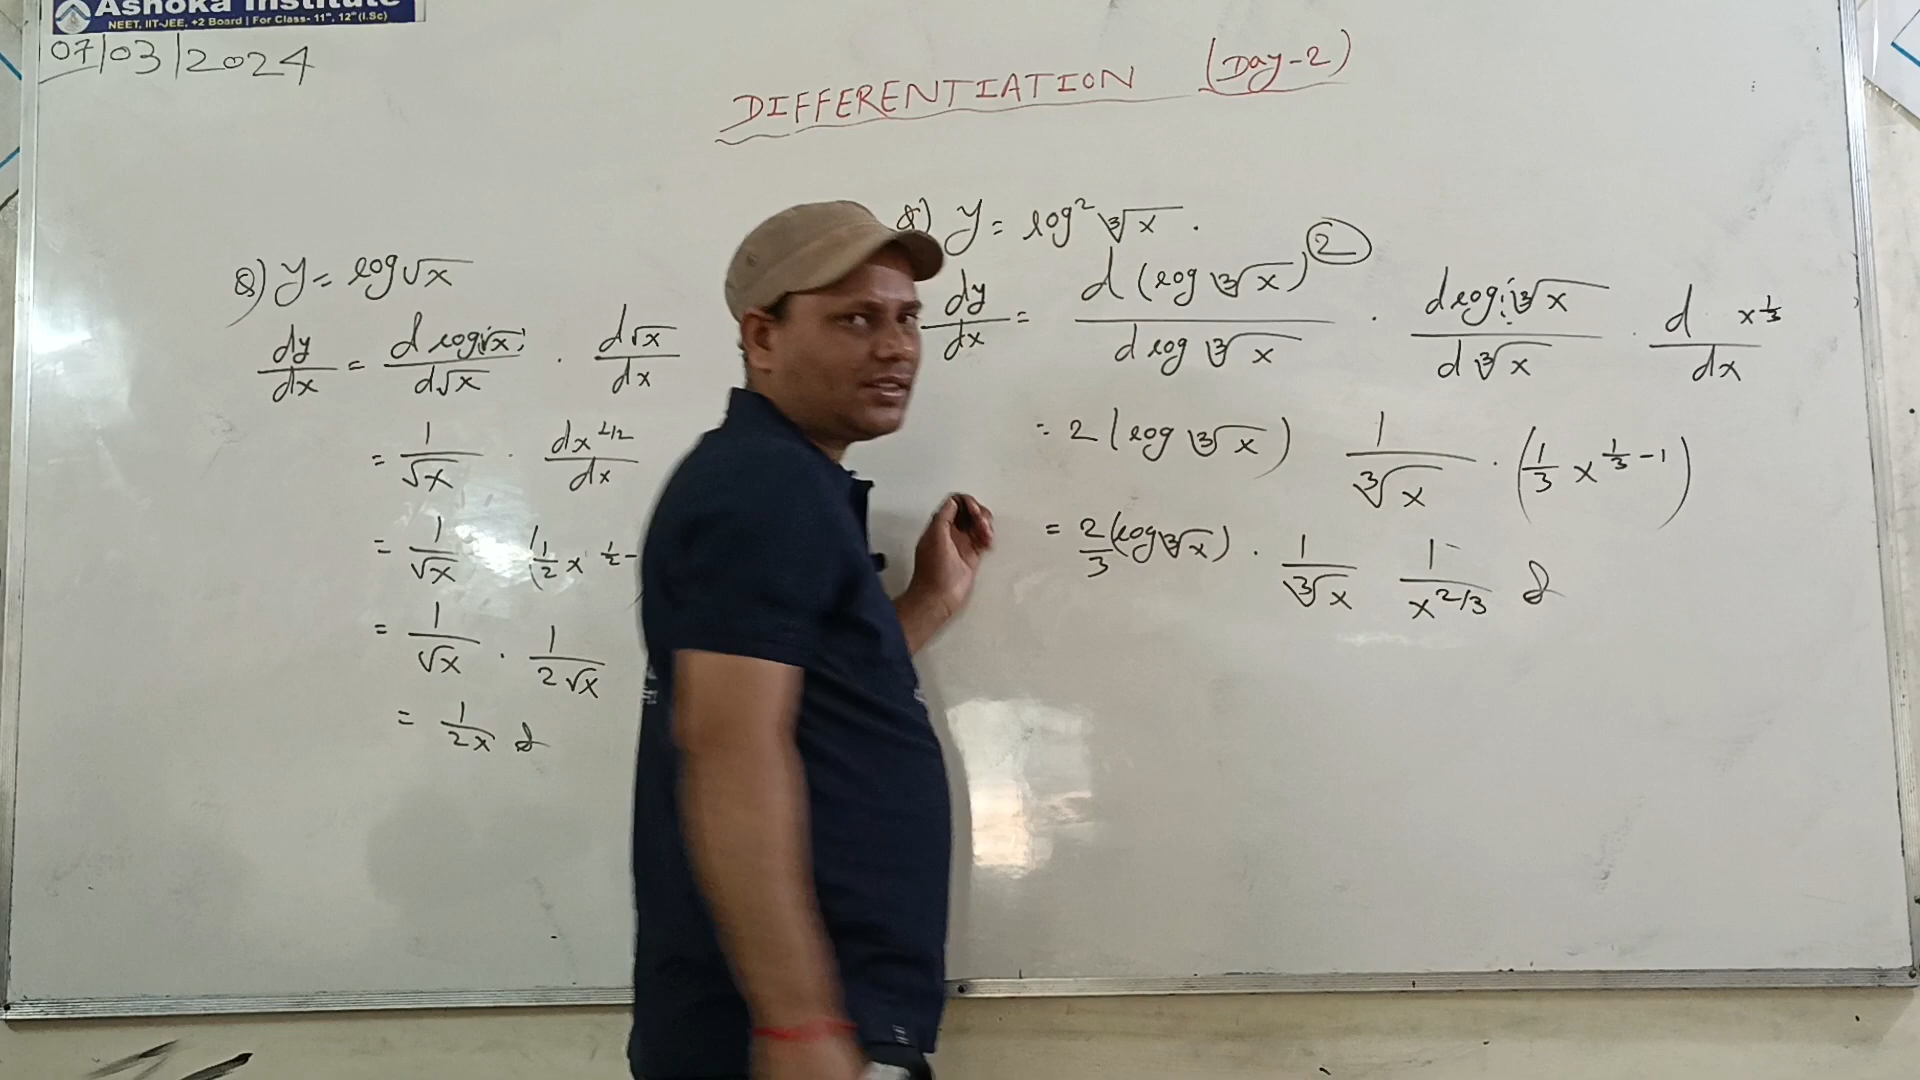 Ashoka Institute
NEET, IIT-JEE, +2 Board | For Class- 11th, 12th (I.Sc)
07/03/2024
DIFFERENTIATION (Day-2)
Q) y = log√x
dy/dx = d log√x / d√x · d√x / dx
= 1/√x · dx^1/2 / dx
= 1/√x (1/2 x^1/2 -
= 1/√x · 1/2√x
= 1/2x
Q) y = log² ∛x .
dy/dx = d (log ∛x)^2 / d log ∛x · d log ∛x / d ∛x · d x^1/3 / dx
= 2 (log ∛x) 1/∛x · (1/3 x^1/3 -1)
= 2/3 (log ∛x) · 1/∛x 1/x^2/3